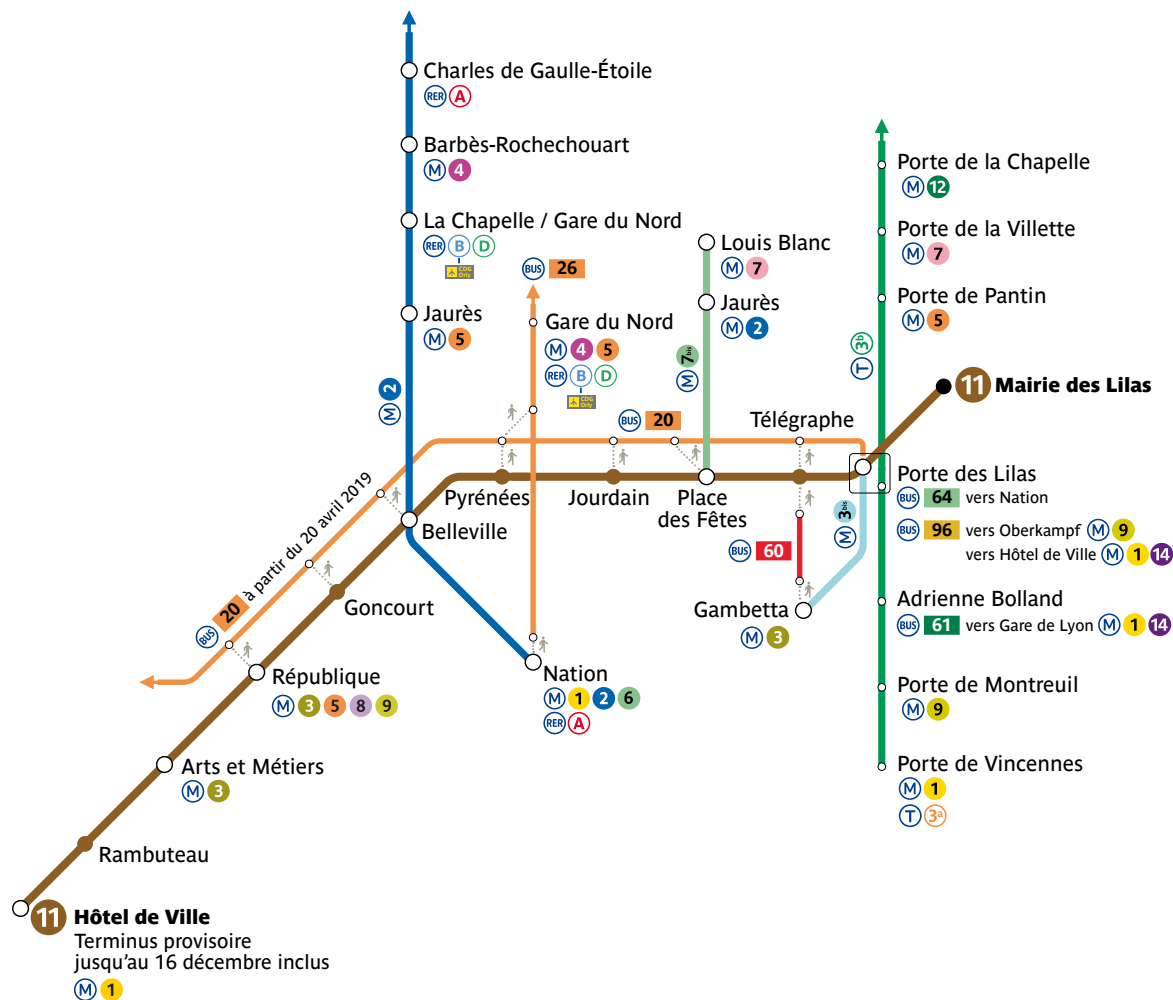 Charles de Gaulle-Étoile
RER A
Barbès-Rochechouart
M 4
La Chapelle / Gare du Nord
RER B D
CDG
Orly
Jaurès
M 5
M 2
BUS 26
Gare du Nord
M 4 5
RER B D
CDG
Orly
Louis Blanc
M 7
Jaurès
M 2
M 7bis
Porte de la Chapelle
M 12
Porte de la Villette
M 7
Porte de Pantin
M 5
T 3b
11 Mairie des Lilas
BUS 20
Télégraphe
Pyrénées
Jourdain
Place
des Fêtes
Belleville
M 3bis
BUS 60
Gambetta
M 3
Porte des Lilas
BUS 64 vers Nation
BUS 96 vers Oberkampf M 9
vers Hôtel de Ville M 1 14
Adrienne Bolland
BUS 61 vers Gare de Lyon M 1 14
Porte de Montreuil
M 9
Porte de Vincennes
M 1
T 3a
BUS 20 à partir du 20 avril 2019
Goncourt
République
M 3 5 8 9
Nation
M 1 2 6
RER A
Arts et Métiers
M 3
Rambuteau
11 Hôtel de Ville
Terminus provisoire
jusqu'au 16 décembre inclus
M 1